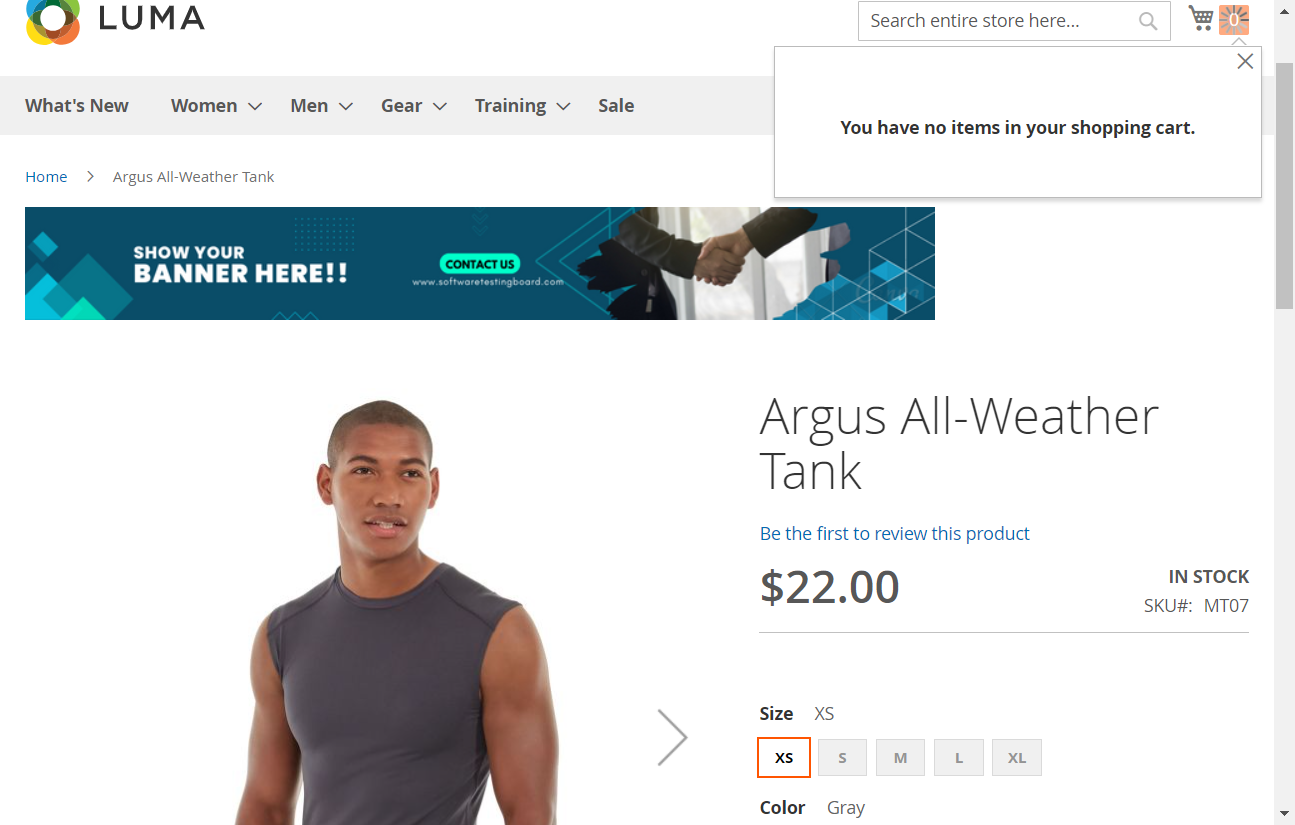 LUMA
Search entire store here...
0
You have no items in your shopping cart.
What's New Women Men Gear Training Sale
Home Argus All-Weather Tank
SHOW YOUR
BANNER HERE!!
CONTACT US
www.softwaretestingboard.com
Argus All-Weather
Tank
Be the first to review this product
$22.00
IN STOCK
SKU#: MT07
Size XS
XS S M L XL
Color Gray